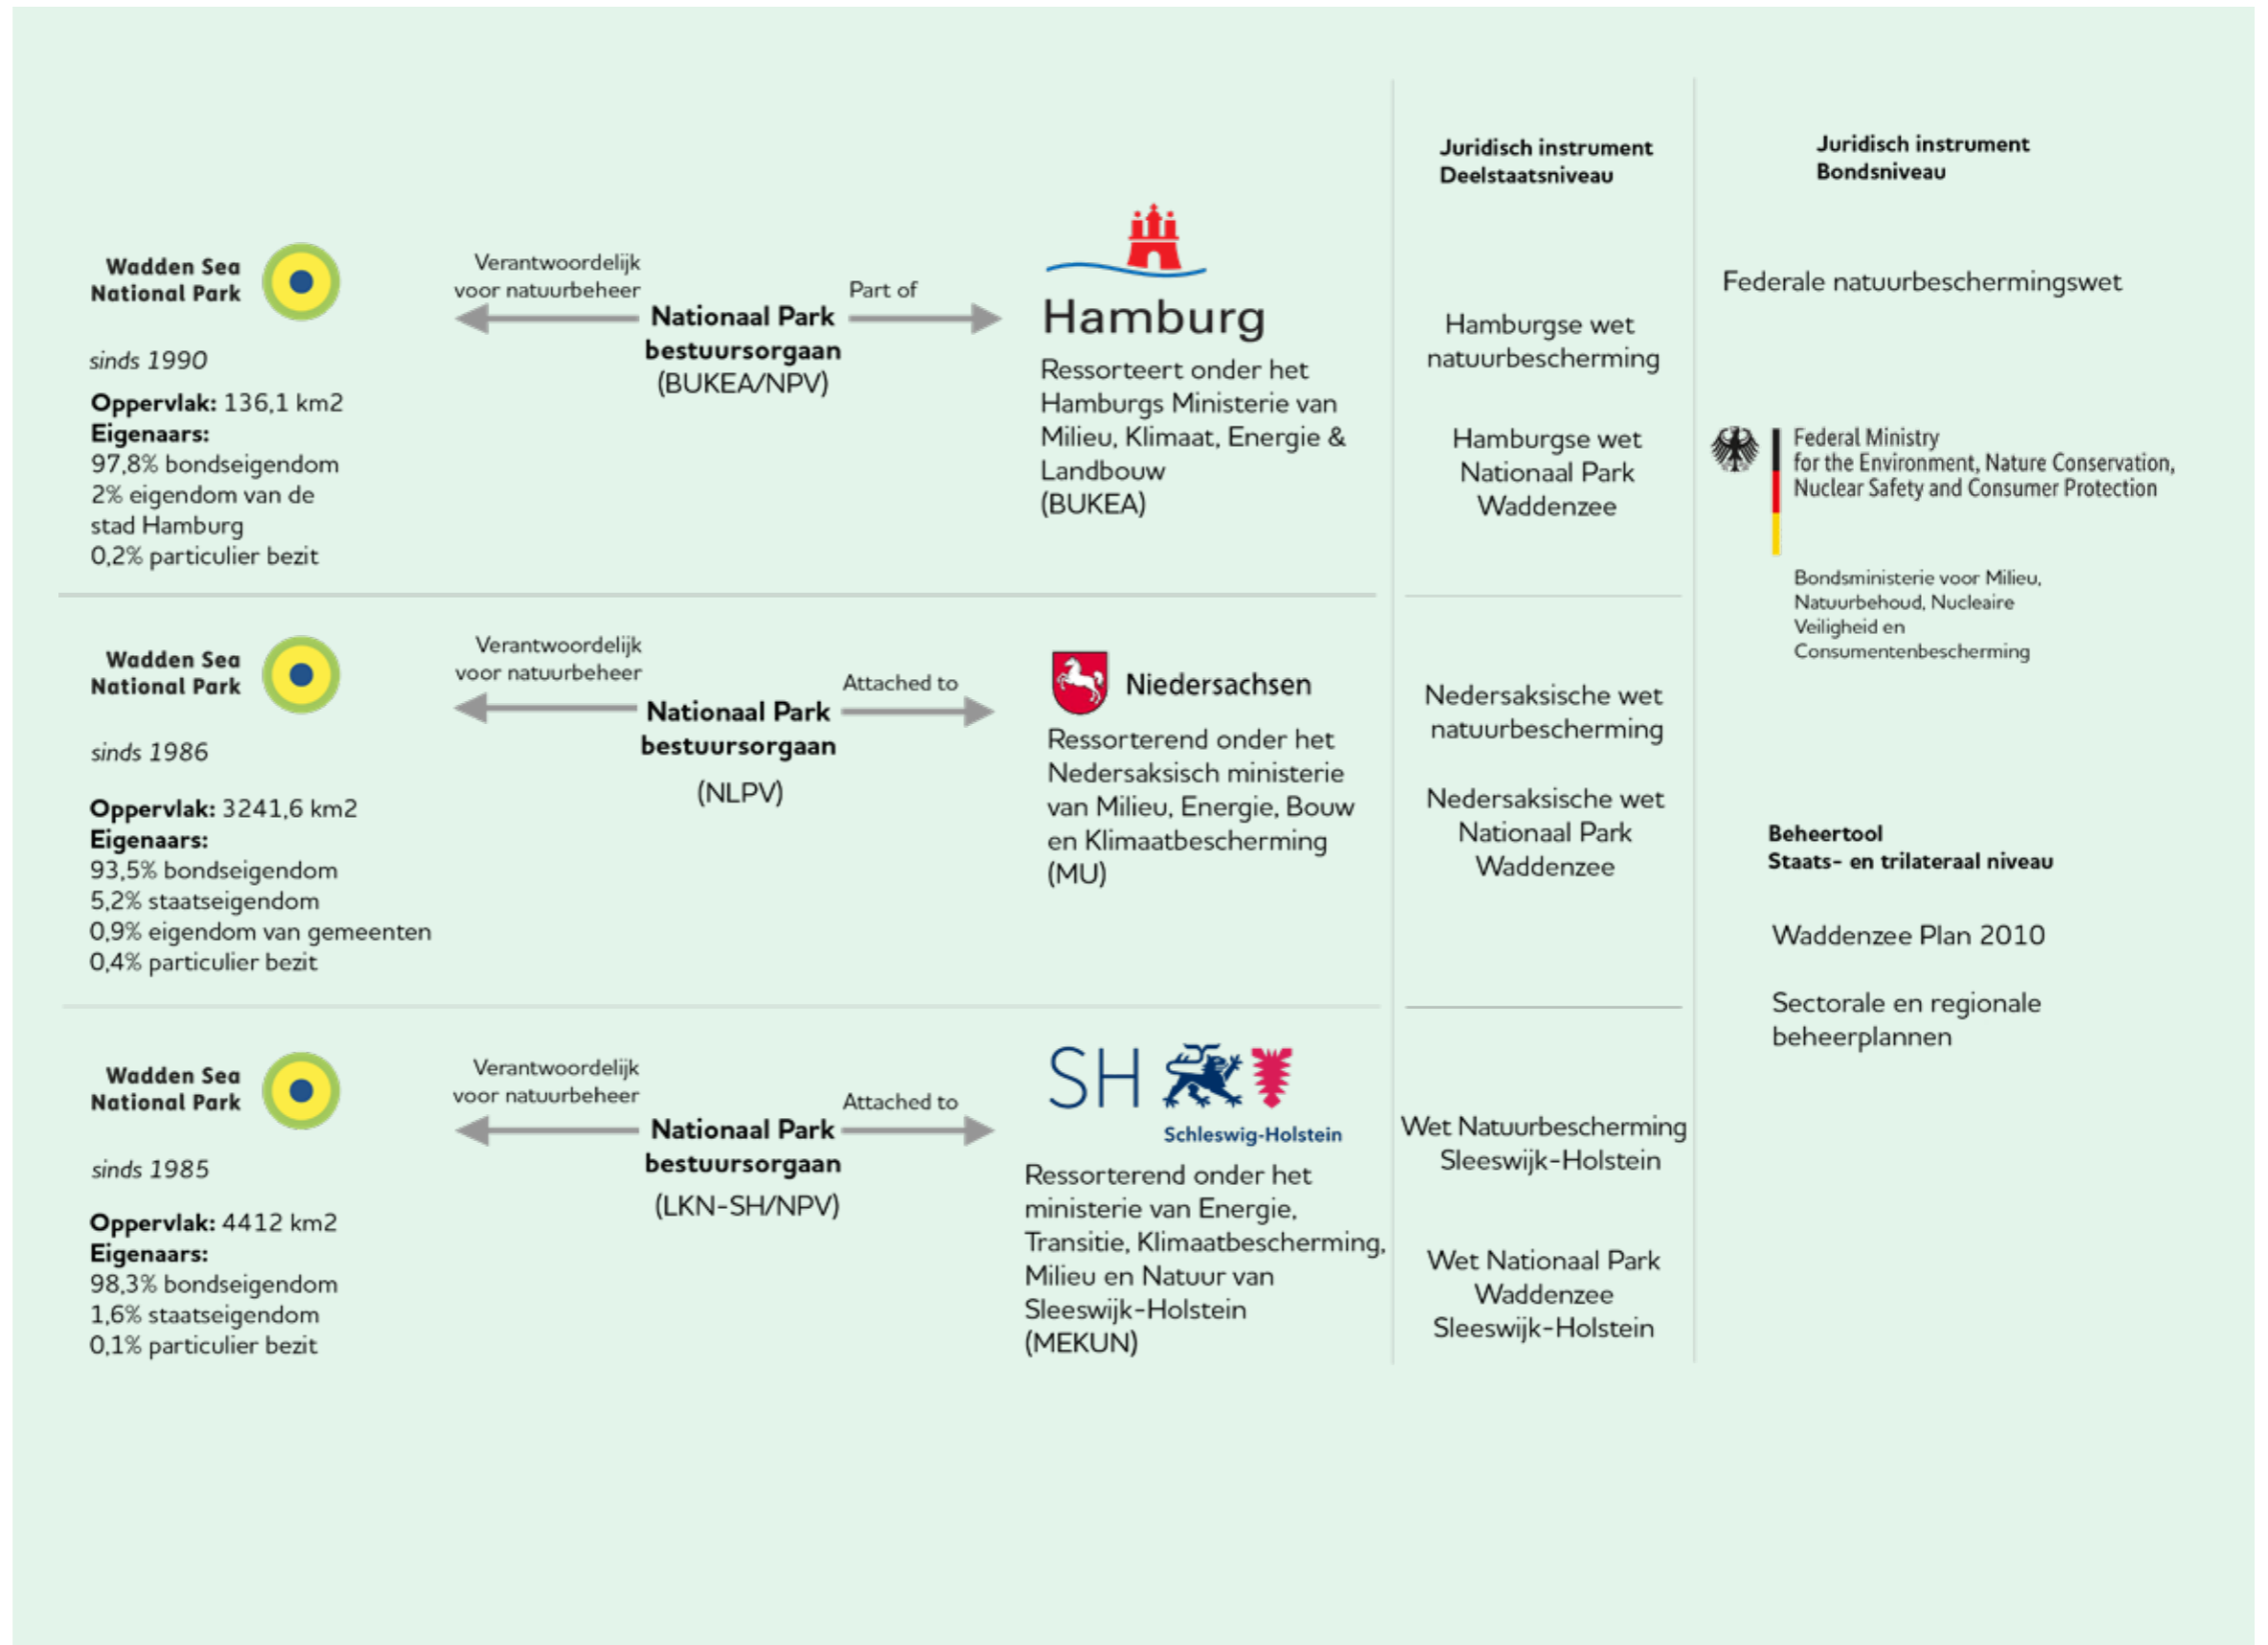 Juridisch instrument
Deelstaatsniveau
Juridisch instrument
Bondsniveau
Wadden Sea
National Park
sinds 1990
Oppervlak: 136,1 km2
Eigenaars:
97,8% bondseigendom
2% eigendom van de
stad Hamburg
0,2% particulier bezit
Verantwoordelijk
voor natuurbeheer
Nationaal Park
bestuursorgaan
(BUKEA/NPV)
Part of
Hamburg
Ressorteert onder het
Hamburgs Ministerie van
Milieu, Klimaat, Energie &
Landbouw
(BUKEA)
Hamburgse wet
natuurbescherming
Hamburgse wet
Nationaal Park
Waddenzee
Federale natuurbeschermingswet
Federal Ministry
for the Environment, Nature Conservation,
Nuclear Safety and Consumer Protection
Bondsministerie voor Milieu,
Natuurbehoud, Nucleaire
Veiligheid en
Consumentenbescherming
Wadden Sea
National Park
sinds 1986
Oppervlak: 3241,6 km2
Eigenaars:
93,5% bondseigendom
5,2% staatseigendom
0,9% eigendom van gemeenten
0,4% particulier bezit
Verantwoordelijk
voor natuurbeheer
Nationaal Park
bestuursorgaan
(NLPV)
Attached to
Niedersachsen
Ressorterend onder het
Nedersaksisch ministerie
van Milieu, Energie, Bouw
en Klimaatbescherming
(MU)
Nedersaksische wet
natuurbescherming
Nedersaksische wet
Nationaal Park
Waddenzee
Beheertool
Staats- en trilateraal niveau
Waddenzee Plan 2010
Sectorale en regionale
beheerplannen
Wadden Sea
National Park
sinds 1985
Oppervlak: 4412 km2
Eigenaars:
98,3% bondseigendom
1,6% staatseigendom
0,1% particulier bezit
Verantwoordelijk
voor natuurbeheer
Nationaal Park
bestuursorgaan
(LKN-SH/NPV)
Attached to
SH
Schleswig-Holstein
Ressorterend onder het
ministerie van Energie,
Transitie, Klimaatbescherming,
Milieu en Natuur van
Sleeswijk-Holstein
(MEKUN)
Wet Natuurbescherming
Sleeswijk-Holstein
Wet Nationaal Park
Waddenzee
Sleeswijk-Holstein